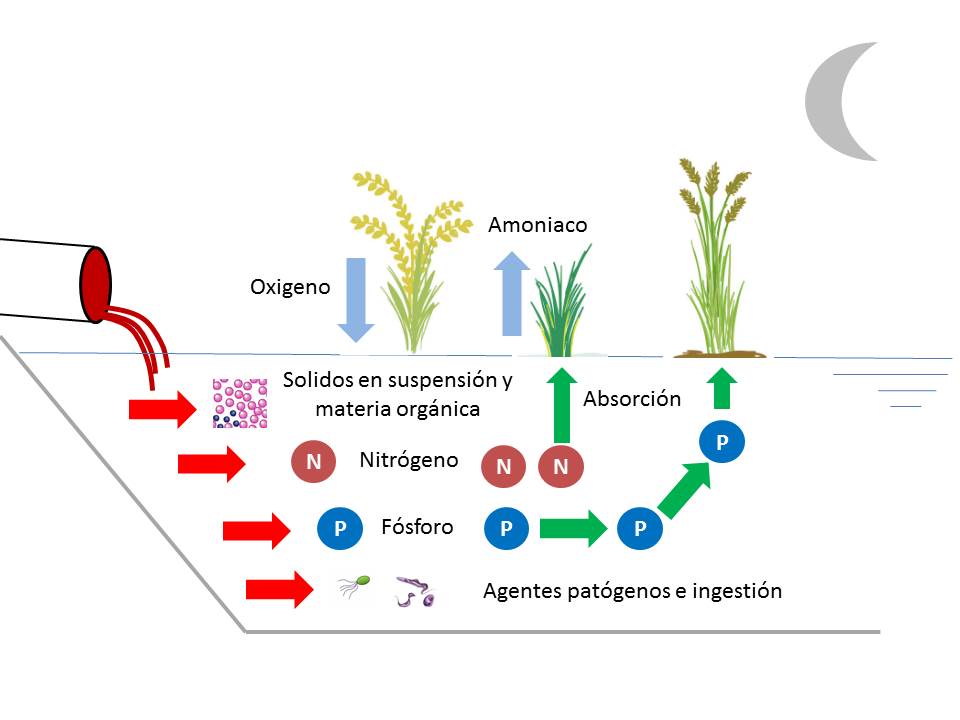 Amoniaco
Oxigeno
Solidos en suspensión y
materia orgánica
Absorción
P
N Nitrógeno N N
P Fósforo P P
Agentes patógenos e ingestión